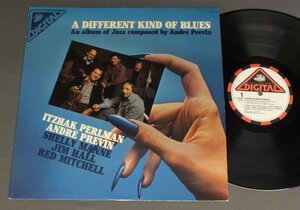 DIGITAL
A DIFFERENT KIND OF BLUES
An album of Jazz composed by André Previn
ITZHAK PERLMAN
ANDRÉ PREVIN
SHELLY MANNE
JIM HALL
RED MITCHELL
DIGITAL
1